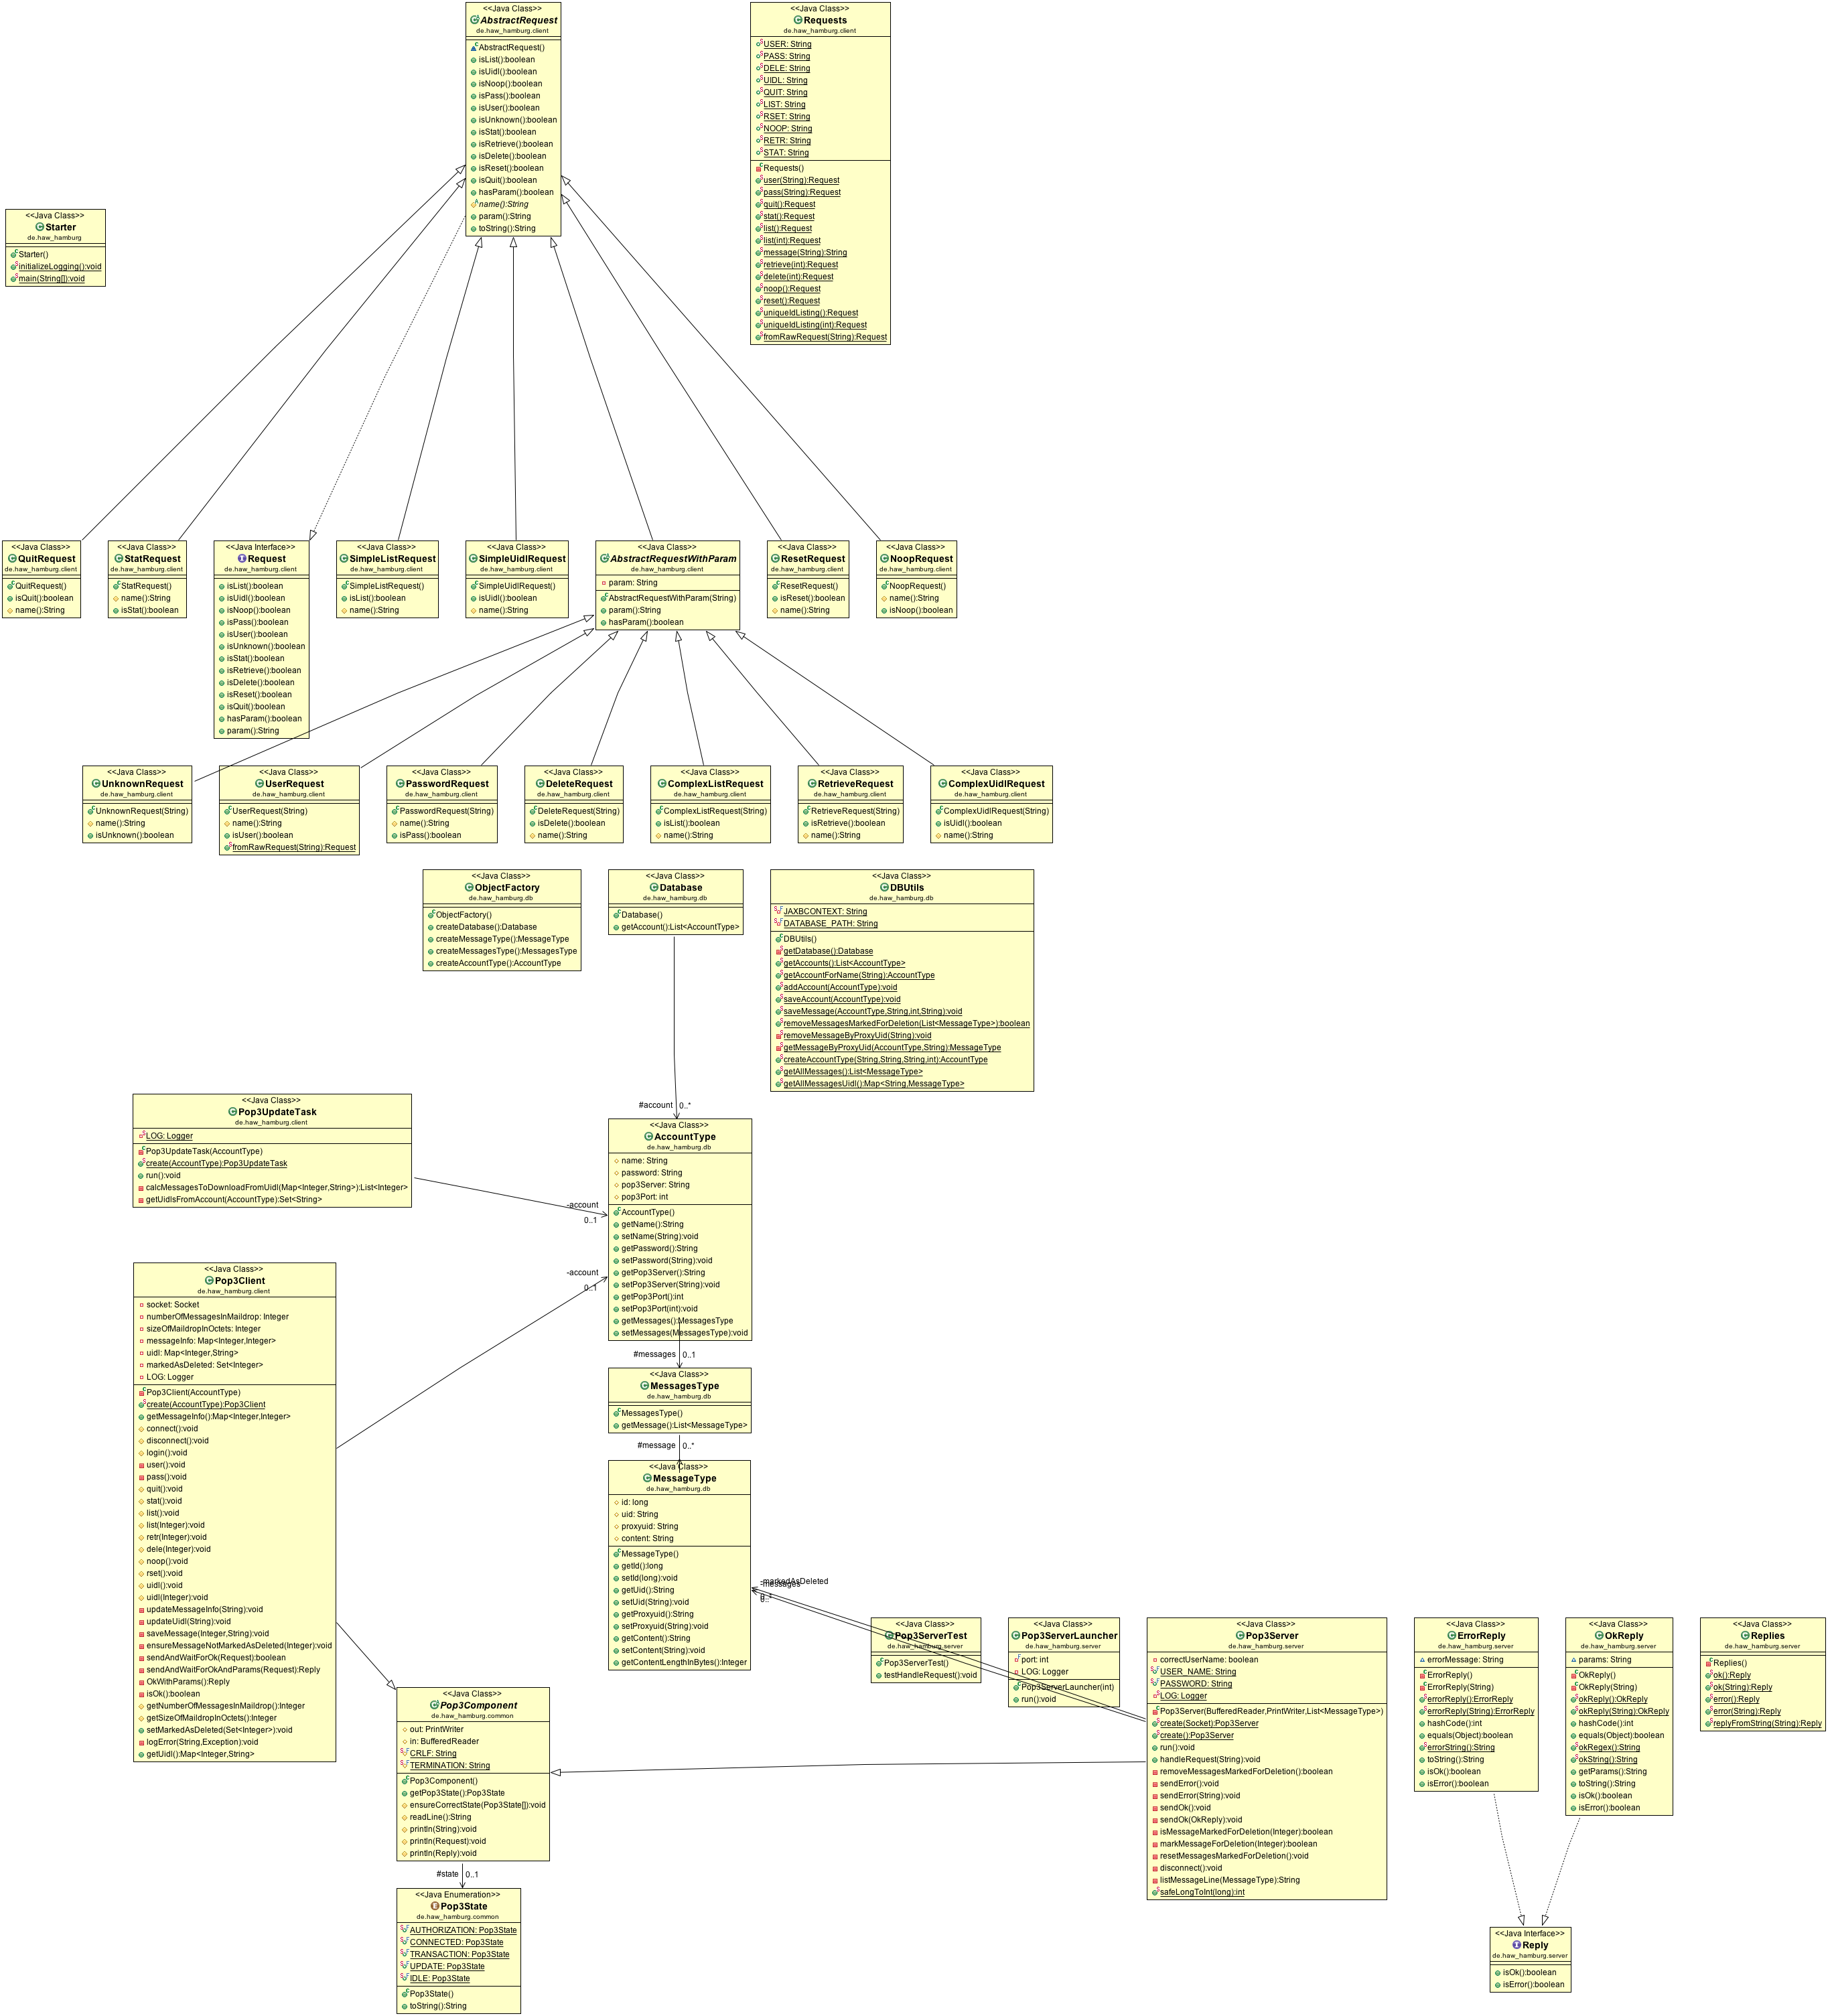 <<Java Class>>
AbstractRequest
de.haw_hamburg.client
AbstractRequest()
isList():boolean
isUidl():boolean
isNoop():boolean
isPass():boolean
isUser():boolean
isUnknown():boolean
isStat():boolean
isRetrieve():boolean
isDelete():boolean
isReset():boolean
isQuit():boolean
hasParam():boolean
name():String
param():String
toString():String
<<Java Class>>
Requests
de.haw_hamburg.client
USER: String
PASS: String
DELE: String
UIDL: String
QUIT: String
LIST: String
RSET: String
NOOP: String
RETR: String
STAT: String
Requests()
user(String):Request
pass(String):Request
quit():Request
stat():Request
list():Request
list(int):Request
message(String):String
retrieve(int):Request
delete(int):Request
noop():Request
reset():Request
uniqueIdListing():Request
uniqueIdListing(int):Request
fromRawRequest(String):Request
<<Java Class>>
Starter
de.haw_hamburg
Starter()
initializeLogging():void
main(String[]):void
<<Java Class>>
QuitRequest
de.haw_hamburg.client
QuitRequest()
isQuit():boolean
name():String
<<Java Class>>
StatRequest
de.haw_hamburg.client
StatRequest()
name():String
isStat():boolean
<<Java Interface>>
Request
de.haw_hamburg.client
isList():boolean
isUidl():boolean
isNoop():boolean
isPass():boolean
isUser():boolean
isUnknown():boolean
isStat():boolean
isRetrieve():boolean
isDelete():boolean
isReset():boolean
isQuit():boolean
hasParam():boolean
param():String
<<Java Class>>
SimpleListRequest
de.haw_hamburg.client
SimpleListRequest()
isList():boolean
name():String
<<Java Class>>
SimpleUidlRequest
de.haw_hamburg.client
SimpleUidlRequest()
isUidl():boolean
name():String
<<Java Class>>
AbstractRequestWithParam
de.haw_hamburg.client
param: String
AbstractRequestWithParam(String)
param():String
hasParam():boolean
<<Java Class>>
ResetRequest
de.haw_hamburg.client
ResetRequest()
isReset():boolean
name():String
<<Java Class>>
NoopRequest
de.haw_hamburg.client
NoopRequest()
name():String
isNoop():boolean
<<Java Class>>
UnknownRequest
de.haw_hamburg.client
UnknownRequest(String)
name():String
isUnknown():boolean
<<Java Class>>
UserRequest
de.haw_hamburg.client
UserRequest(String)
name():String
isUser():boolean
fromRawRequest(String):Request
<<Java Class>>
PasswordRequest
de.haw_hamburg.client
PasswordRequest(String)
name():String
isPass():boolean
<<Java Class>>
DeleteRequest
de.haw_hamburg.client
DeleteRequest(String)
isDelete():boolean
name():String
<<Java Class>>
ComplexListRequest
de.haw_hamburg.client
ComplexListRequest(String)
isList():boolean
name():String
<<Java Class>>
RetrieveRequest
de.haw_hamburg.client
RetrieveRequest(String)
isRetrieve():boolean
name():String
<<Java Class>>
ComplexUidlRequest
de.haw_hamburg.client
ComplexUidlRequest(String)
isUidl():boolean
name():String
<<Java Class>>
ObjectFactory
de.haw_hamburg.db
ObjectFactory()
createDatabase():Database
createMessageType():MessageType
createMessagesType():MessagesType
createAccountType():AccountType
<<Java Class>>
Database
de.haw_hamburg.db
Database()
getAccount():List<AccountType>
<<Java Class>>
DBUtils
de.haw_hamburg.db
JAXBCONTEXT: String
DATABASE_PATH: String
DBUtils()
getDatabase():Database
getAccounts():List<AccountType>
getAccountForName(String):AccountType
addAccount(AccountType):void
saveAccount(AccountType):void
saveMessage(AccountType,String,int,String):void
removeMessagesMarkedForDeletion(List<MessageType>):boolean
removeMessageByProxyUid(String):void
getMessageByProxyUid(AccountType,String):MessageType
createAccountType(String,String,String,int):AccountType
getAllMessages():List<MessageType>
getAllMessagesUidl():Map<String,MessageType>
#account 0..*
<<Java Class>>
Pop3UpdateTask
de.haw_hamburg.client
LOG: Logger
Pop3UpdateTask(AccountType)
create(AccountType):Pop3UpdateTask
run():void
calcMessagesToDownloadFromUidl(Map<Integer,String>):List<Integer>
getUidlsFromAccount(AccountType):Set<String>
-account
0..1
<<Java Class>>
AccountType
de.haw_hamburg.db
name: String
password: String
pop3Server: String
pop3Port: int
AccountType()
getName():String
setName(String):void
getPassword():String
setPassword(String):void
getPop3Server():String
setPop3Server(String):void
getPop3Port():int
setPop3Port(int):void
getMessages():MessagesType
setMessages(MessagesType):void
-account
0..1
<<Java Class>>
Pop3Client
de.haw_hamburg.client
socket: Socket
numberOfMessagesInMaildrop: Integer
sizeOfMaildropInOctets: Integer
messageInfo: Map<Integer,Integer>
uidl: Map<Integer,String>
markedAsDeleted: Set<Integer>
LOG: Logger
Pop3Client(AccountType)
create(AccountType):Pop3Client
getMessageInfo():Map<Integer,Integer>
connect():void
disconnect():void
login():void
user():void
pass():void
quit():void
stat():void
list():void
list(Integer):void
retr(Integer):void
dele(Integer):void
noop():void
rset():void
uidl():void
uidl(Integer):void
updateMessageInfo(String):void
updateUidl(String):void
saveMessage(Integer,String):void
ensureMessageNotMarkedAsDeleted(Integer):void
sendAndWaitForOk(Request):boolean
sendAndWaitForOkAndParams(Request):Reply
OkWithParams():Reply
isOk():boolean
getNumberOfMessagesInMaildrop():Integer
getSizeOfMaildropInOctets():Integer
setMarkedAsDeleted(Set<Integer>):void
logError(String,Exception):void
getUidl():Map<Integer,String>
#messages 0..1
<<Java Class>>
MessagesType
de.haw_hamburg.db
MessagesType()
getMessage():List<MessageType>
#message 0..*
<<Java Class>>
MessageType
de.haw_hamburg.db
id: long
uid: String
proxyuid: String
content: String
MessageType()
getId():long
setId(long):void
getUid():String
setUid(String):void
getProxyuid():String
setProxyuid(String):void
getContent():String
setContent(String):void
getContentLengthInBytes():Integer
-markedAsDeleted
-messages
0..*
<<Java Class>>
Pop3ServerTest
de.haw_hamburg.server
Pop3ServerTest()
testHandleRequest():void
<<Java Class>>
Pop3ServerLauncher
de.haw_hamburg.server
port: int
LOG: Logger
Pop3ServerLauncher(int)
run():void
<<Java Class>>
Pop3Server
de.haw_hamburg.server
correctUserName: boolean
USER_NAME: String
PASSWORD: String
LOG: Logger
Pop3Server(BufferedReader,PrintWriter,List<MessageType>)
create(Socket):Pop3Server
create():Pop3Server
run():void
handleRequest(String):void
removeMessagesMarkedForDeletion():boolean
sendError():void
sendError(String):void
sendOk():void
sendOk(OkReply):void
isMessageMarkedForDeletion(Integer):boolean
markMessageForDeletion(Integer):boolean
resetMessagesMarkedForDeletion():void
disconnect():void
listMessageLine(MessageType):String
safeLongToInt(long):int
<<Java Class>>
ErrorReply
de.haw_hamburg.server
errorMessage: String
ErrorReply()
ErrorReply(String)
errorReply():ErrorReply
errorReply(String):ErrorReply
hashCode():int
equals(Object):boolean
errorString():String
toString():String
isOk():boolean
isError():boolean
<<Java Class>>
OkReply
de.haw_hamburg.server
params: String
OkReply()
OkReply(String)
okReply():OkReply
okReply(String):OkReply
hashCode():int
equals(Object):boolean
okRegex():String
okString():String
getParams():String
toString():String
isOk():boolean
isError():boolean
<<Java Class>>
Replies
de.haw_hamburg.server
Replies()
ok():Reply
ok(String):Reply
error():Reply
error(String):Reply
replyFromString(String):Reply
<<Java Class>>
Pop3Component
de.haw_hamburg.common
out: PrintWriter
in: BufferedReader
CRLF: String
TERMINATION: String
Pop3Component()
getPop3State():Pop3State
ensureCorrectState(Pop3State[]):void
readLine():String
println(String):void
println(Request):void
println(Reply):void
#state 0..1
<<Java Enumeration>>
Pop3State
de.haw_hamburg.common
AUTHORIZATION: Pop3State
CONNECTED: Pop3State
TRANSACTION: Pop3State
UPDATE: Pop3State
IDLE: Pop3State
Pop3State()
toString():String
<<Java Interface>>
Reply
de.haw_hamburg.server
isOk():boolean
isError():boolean